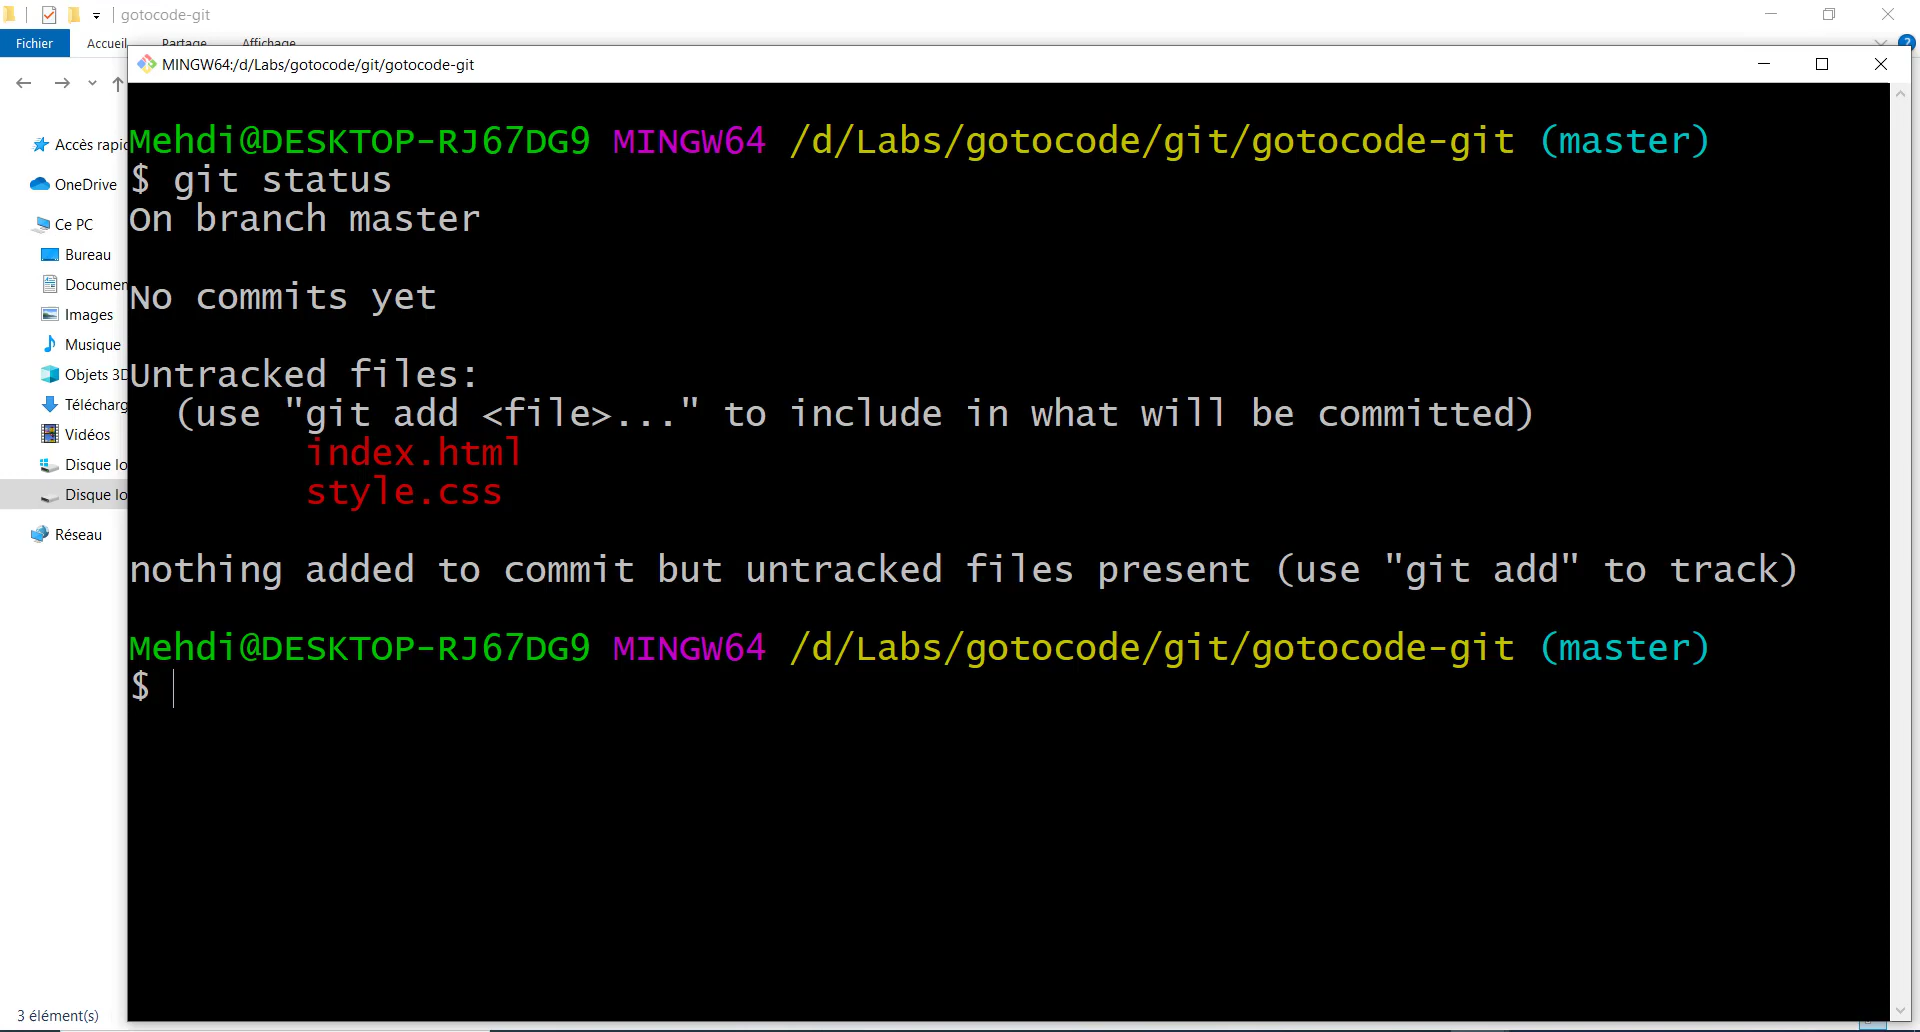 gotocode-git
Fichier
Accueil
Partage
Affichage
?
MINGW64:/d/Labs/gotocode/git/gotocode-git
Accès rapid
OneDrive
Ce PC
Bureau
Documen
Images
Musique
Objets 3D
Télécharg
Vidéos
Disque lo
Disque lo
Réseau
3 élément(s)
Mehdi@DESKTOP-RJ67DG9 MINGW64 /d/Labs/gotocode/git/gotocode-git (master)
$ git status
On branch master
No commits yet
Untracked files:
(use "git add <file>..." to include in what will be committed)
index.html
style.css
nothing added to commit but untracked files present (use "git add" to track)
Mehdi@DESKTOP-RJ67DG9 MINGW64 /d/Labs/gotocode/git/gotocode-git (master)
$